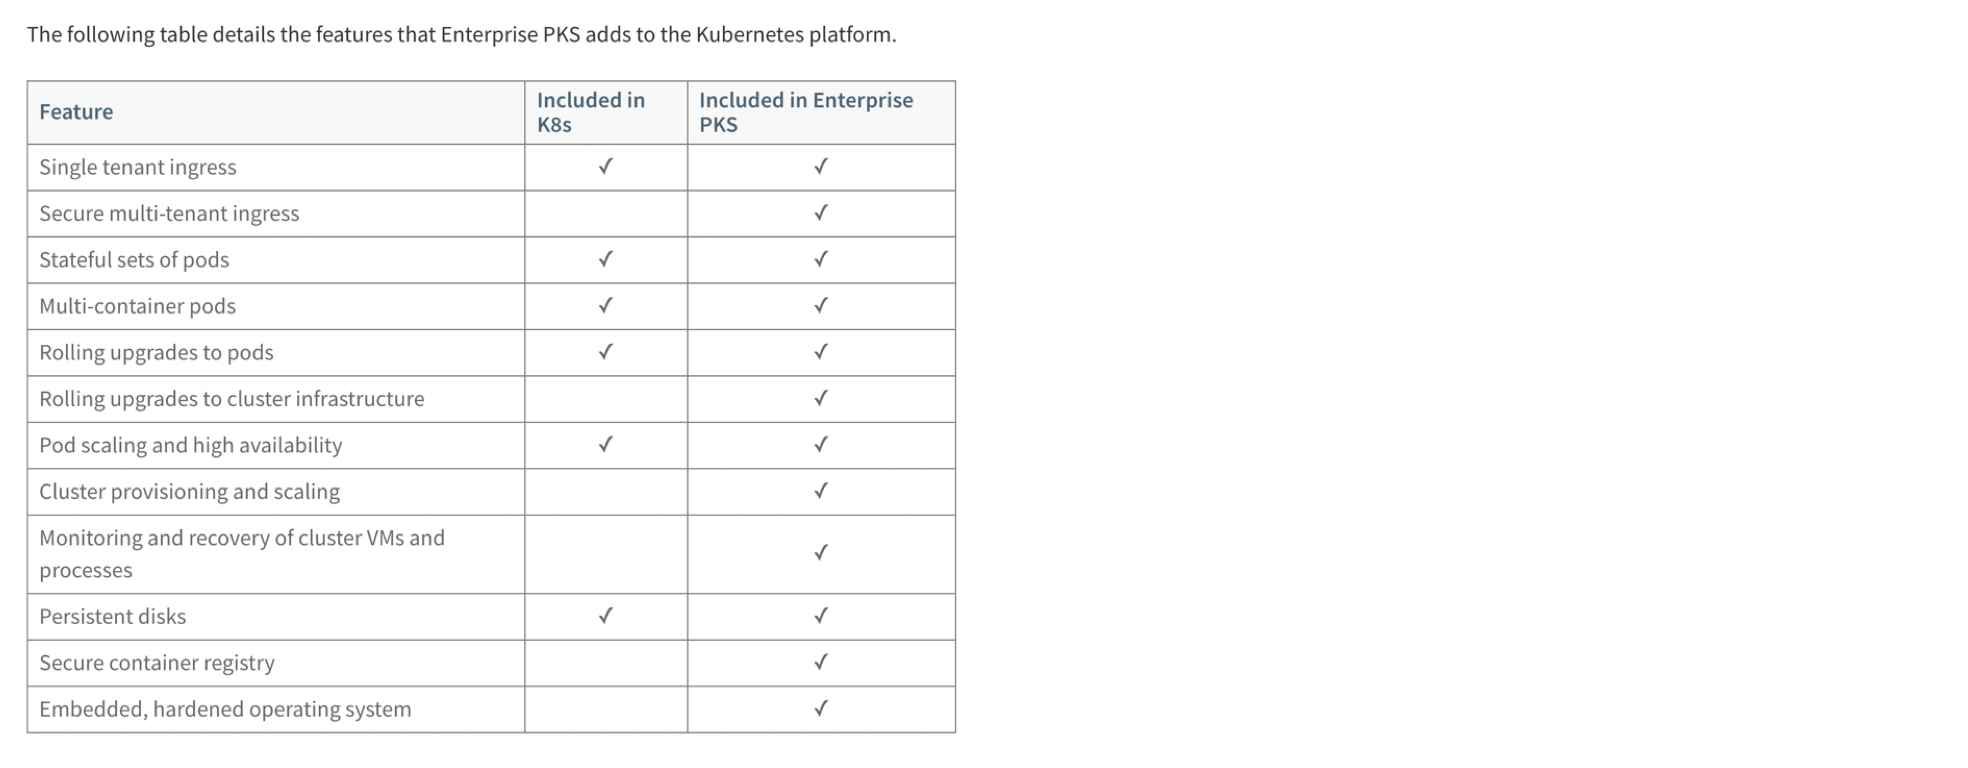 The following table details the features that Enterprise PKS adds to the Kubernetes platform.
Feature
Included in
K8s
Included in Enterprise
PKS
Single tenant ingress ✓ ✓
Secure multi-tenant ingress ✓
Stateful sets of pods ✓ ✓
Multi-container pods ✓ ✓
Rolling upgrades to pods ✓ ✓
Rolling upgrades to cluster infrastructure ✓
Pod scaling and high availability ✓ ✓
Cluster provisioning and scaling ✓
Monitoring and recovery of cluster VMs and
processes ✓
Persistent disks ✓ ✓
Secure container registry ✓
Embedded, hardened operating system ✓